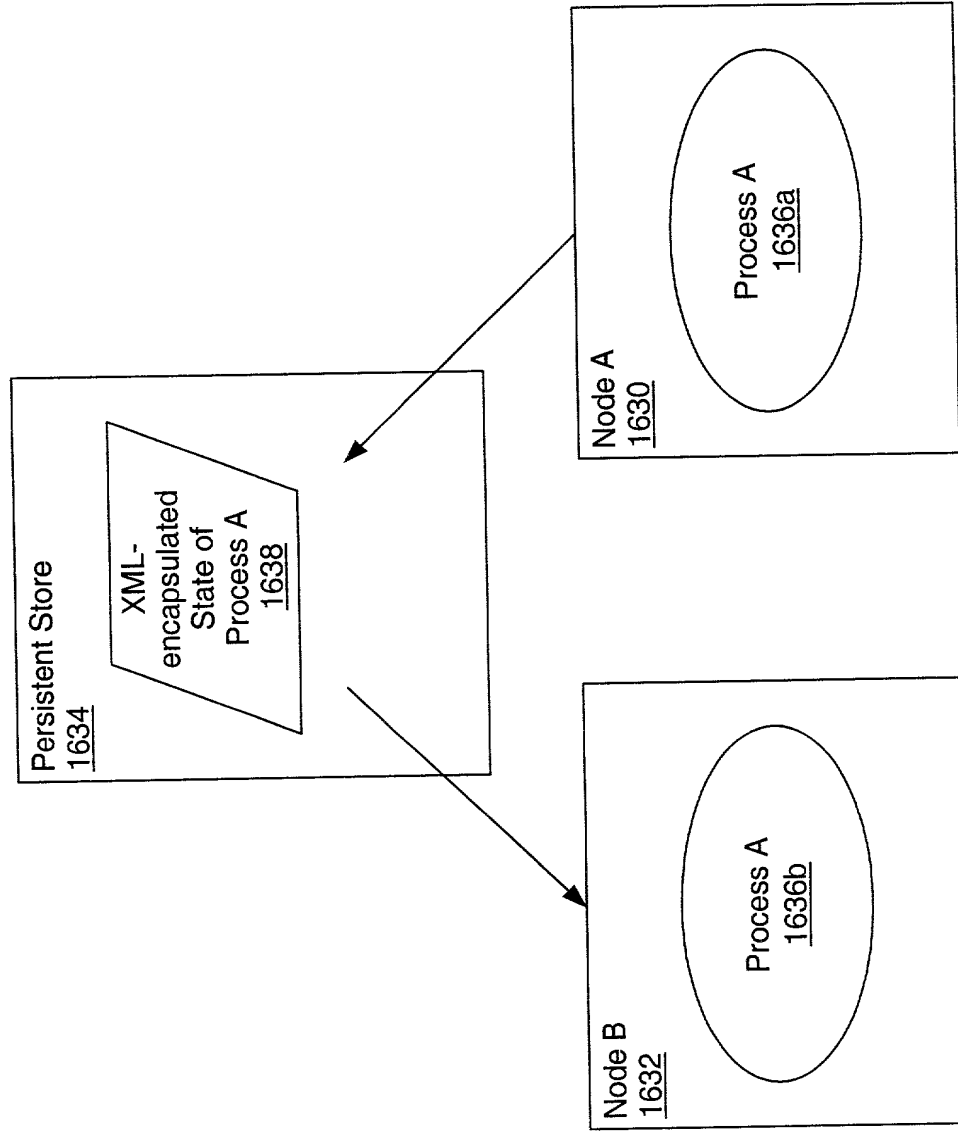 Persistent Store
1634
XML-
encapsulated
State of
Process A
1638
Node A
1630
Process A
1636a
Node B
1632
Process A
1636b